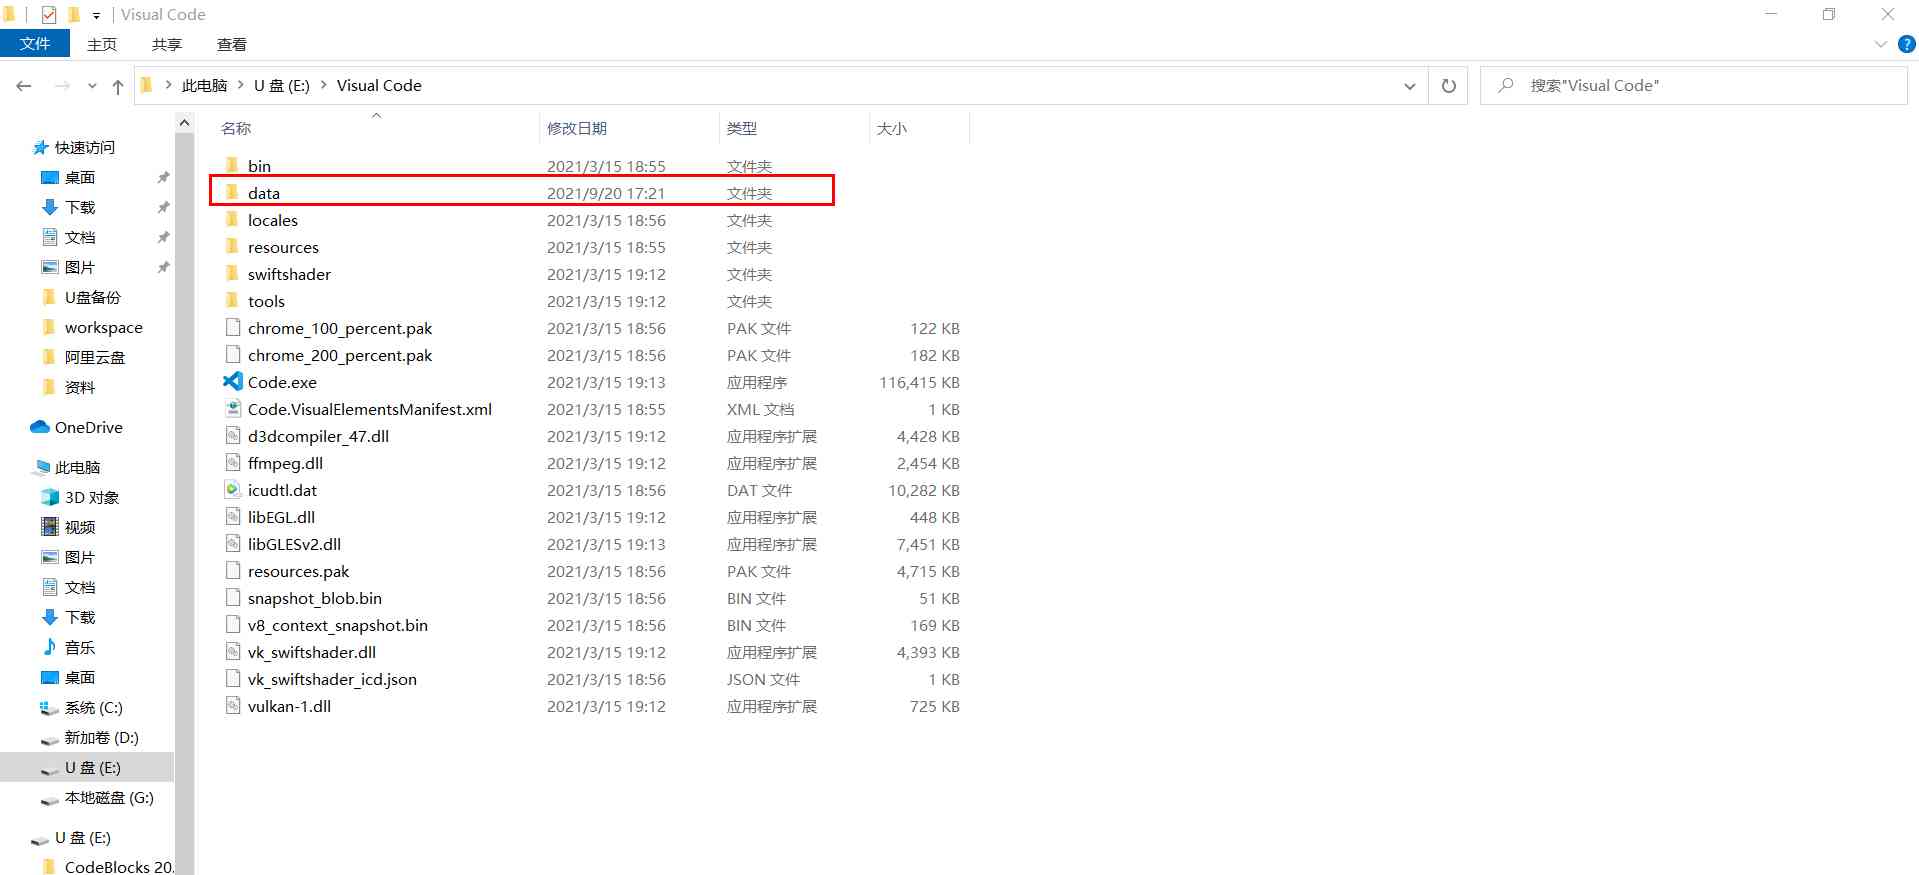 Visual Code
文件 主页 共享 查看
此电脑 U 盘 (E:) Visual Code
搜索"Visual Code"
快速访问
桌面
下载
文档
图片
U盘备份
workspace
阿里云盘
资料
OneDrive
此电脑
3D 对象
视频
图片
文档
下载
音乐
桌面
系统 (C:)
新加卷 (D:)
U 盘 (E:)
本地磁盘 (G:)
U 盘 (E:)
CodeBlocks 20.
名称 修改日期 类型 大小
bin 2021/3/15 18:55 文件夹
data 2021/9/20 17:21 文件夹
locales 2021/3/15 18:56 文件夹
resources 2021/3/15 18:55 文件夹
swiftshader 2021/3/15 19:12 文件夹
tools 2021/3/15 19:12 文件夹
chrome_100_percent.pak 2021/3/15 18:56 PAK 文件 122 KB
chrome_200_percent.pak 2021/3/15 18:56 PAK 文件 182 KB
Code.exe 2021/3/15 19:13 应用程序 116,415 KB
Code.VisualElementsManifest.xml 2021/3/15 18:55 XML 文档 1 KB
d3dcompiler_47.dll 2021/3/15 19:12 应用程序扩展 4,428 KB
ffmpeg.dll 2021/3/15 19:12 应用程序扩展 2,454 KB
icudtl.dat 2021/3/15 18:56 DAT 文件 10,282 KB
libEGL.dll 2021/3/15 19:12 应用程序扩展 448 KB
libGLESv2.dll 2021/3/15 19:13 应用程序扩展 7,451 KB
resources.pak 2021/3/15 18:56 PAK 文件 4,715 KB
snapshot_blob.bin 2021/3/15 18:56 BIN 文件 51 KB
v8_context_snapshot.bin 2021/3/15 18:56 BIN 文件 169 KB
vk_swiftshader.dll 2021/3/15 19:12 应用程序扩展 4,393 KB
vk_swiftshader_icd.json 2021/3/15 18:56 JSON 文件 1 KB
vulkan-1.dll 2021/3/15 19:12 应用程序扩展 725 KB